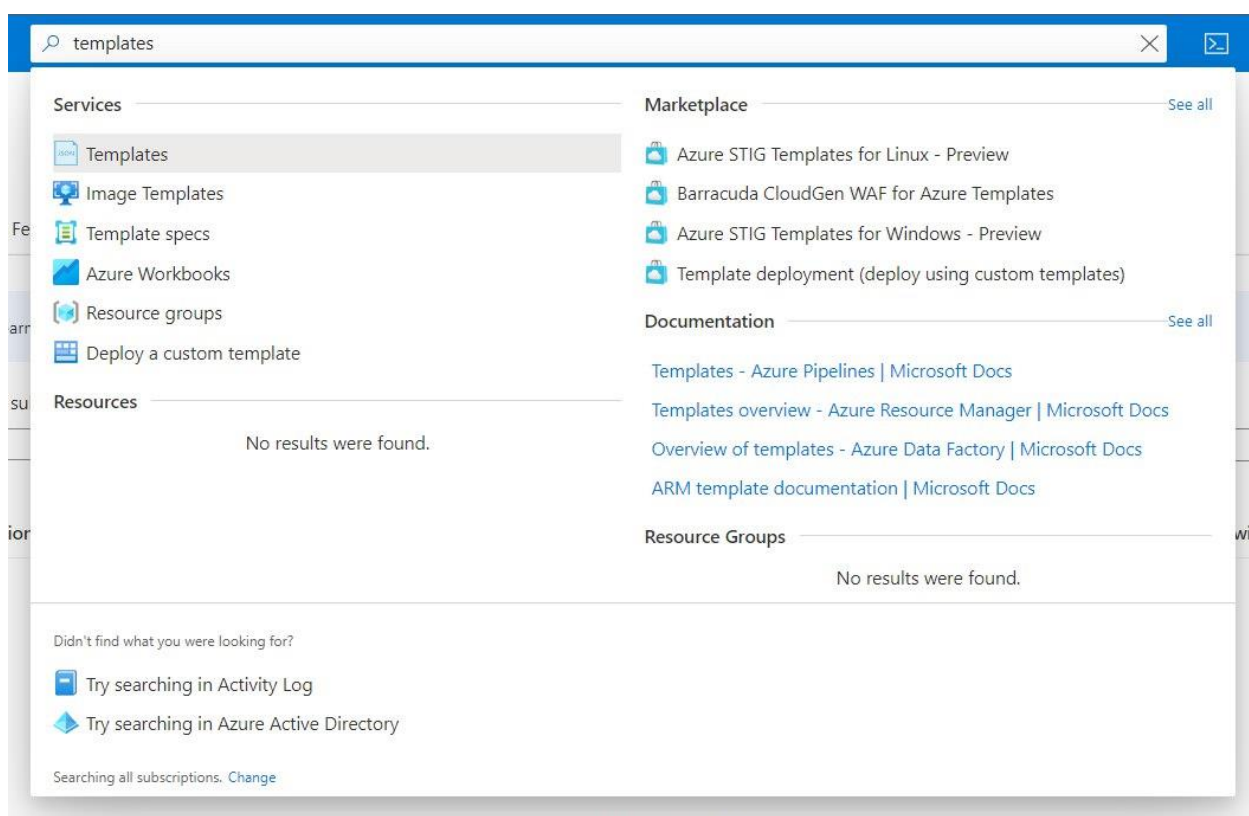 templates
Services
Templates
Image Templates
Template specs
Azure Workbooks
Resource groups
Deploy a custom template
Resources
No results were found.
Marketplace
See all
Azure STIG Templates for Linux - Preview
Barracuda CloudGen WAF for Azure Templates
Azure STIG Templates for Windows - Preview
Template deployment (deploy using custom templates)
Documentation
See all
Templates - Azure Pipelines | Microsoft Docs
Templates overview - Azure Resource Manager | Microsoft Docs
Overview of templates - Azure Data Factory | Microsoft Docs
ARM template documentation | Microsoft Docs
Resource Groups
No results were found.
Didn't find what you were looking for?
Try searching in Activity Log
Try searching in Azure Active Directory
Searching all subscriptions. Change